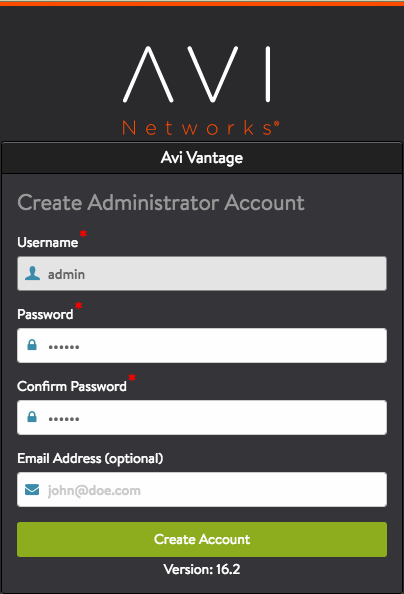 AVI
Networks®
Avi Vantage
Create Administrator Account
Username*
admin
Password*
••••••
Confirm Password*
••••••
Email Address (optional)
john@doe.com
Create Account
Version: 16.2